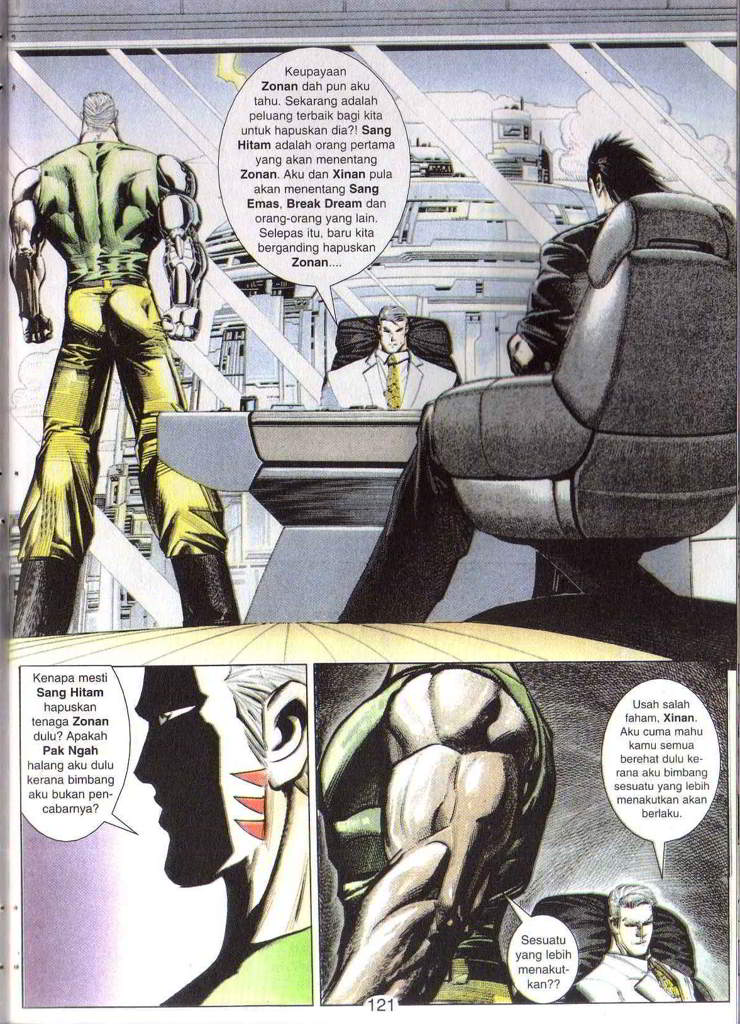 Keupayaan
Zonan dah pun aku
tahu. Sekarang adalah
peluang terbaik bagi kita
untuk hapuskan dia?! Sang
Hitam adalah orang pertama
yang akan menentang
Zonan. Aku dan Xinan pula
akan menentang Sang
Emas, Break Dream dan
orang-orang yang lain.
Selepas itu, baru kita
berganding hapuskan
Zonan....
Kenapa mesti
Sang Hitam
hapuskan
tenaga Zonan
dulu? Apakah
Pak Ngah
halang aku dulu
kerana bimbang
aku bukan pen-
cabarnya?
Usah salah
faham, Xinan.
Aku cuma mahu
kamu semua
berehat dulu ke-
rana aku bimbang
sesuatu yang lebih
menakutkan akan
berlaku.
Sesuatu
yang lebih
menakut-
kan??
121